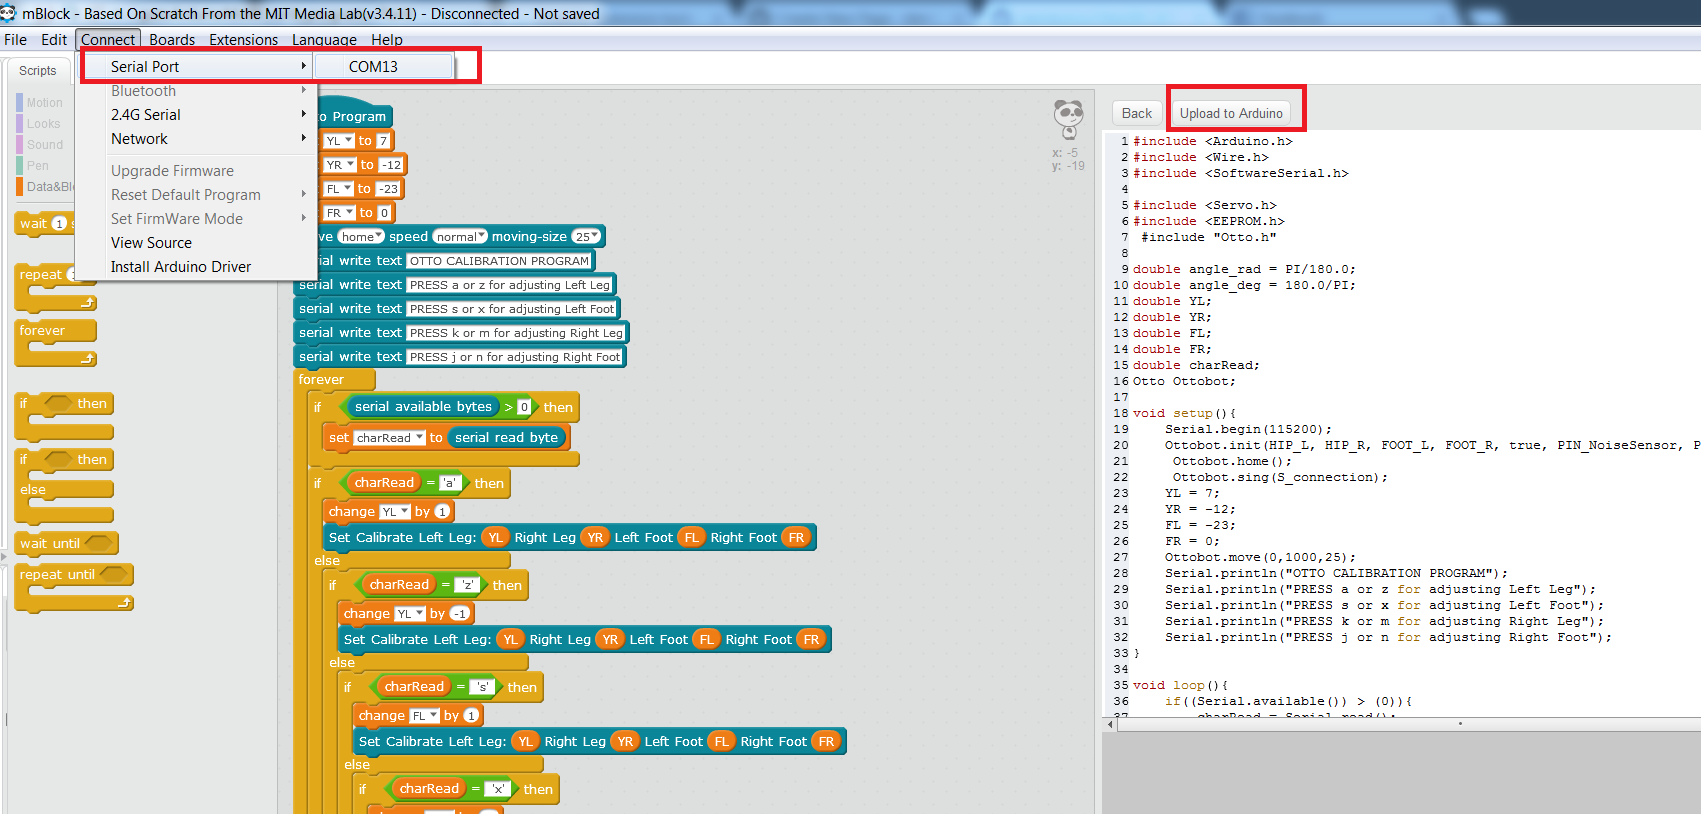 mBlock - Based On Scratch From the MIT Media Lab(v3.4.11) - Disconnected - Not saved
File Edit Connect Boards Extensions Language Help
Serial Port COM13
Bluetooth
2.4G Serial
Network
Upgrade Firmware
Reset Default Program
Set FirmWare Mode
View Source
Install Arduino Driver
Scripts
Motion
Looks
Sound
Pen
Data&Bl
wait 1 s
repeat
forever
if then
if then
else
wait until
repeat until
to Program
YL to 7
YR to -12
FL to -23
FR to 0
ve home speed normal moving-size 25
serial write text OTTO CALIBRATION PROGRAM
serial write text PRESS a or z for adjusting Left Leg
serial write text PRESS s or x for adjusting Left Foot
serial write text PRESS k or m for adjusting Right Leg
serial write text PRESS j or n for adjusting Right Foot
forever
if serial available bytes > 0 then
set charRead to serial read byte
if charRead = 'a' then
change YL by 1
Set Calibrate Left Leg: YL Right Leg YR Left Foot FL Right Foot FR
else
if charRead = 'z' then
change YL by -1
Set Calibrate Left Leg: YL Right Leg YR Left Foot FL Right Foot FR
else
if charRead = 's' then
change FL by 1
Set Calibrate Left Leg: YL Right Leg YR Left Foot FL Right Foot FR
else
if charRead = 'x' then
x: -5
y: -19
Back Upload to Arduino
1 #include <Arduino.h>
2 #include <Wire.h>
3 #include <SoftwareSerial.h>
4
5 #include <Servo.h>
6 #include <EEPROM.h>
7 #include "Otto.h"
8
9 double angle_rad = PI/180.0;
10 double angle_deg = 180.0/PI;
11 double YL;
12 double YR;
13 double FL;
14 double FR;
15 double charRead;
16 Otto Ottobot;
17
18 void setup(){
19 Serial.begin(115200);
20 Ottobot.init(HIP_L, HIP_R, FOOT_L, FOOT_R, true, PIN_NoiseSensor, P
21 Ottobot.home();
22 Ottobot.sing(S_connection);
23 YL = 7;
24 YR = -12;
25 FL = -23;
26 FR = 0;
27 Ottobot.move(0,1000,25);
28 Serial.println("OTTO CALIBRATION PROGRAM");
29 Serial.println("PRESS a or z for adjusting Left Leg");
30 Serial.println("PRESS s or x for adjusting Left Foot");
31 Serial.println("PRESS k or m for adjusting Right Leg");
32 Serial.println("PRESS j or n for adjusting Right Foot");
33 }
34
35 void loop(){
36 if((Serial.available()) > (0)){
37 charRead = Serial.read();